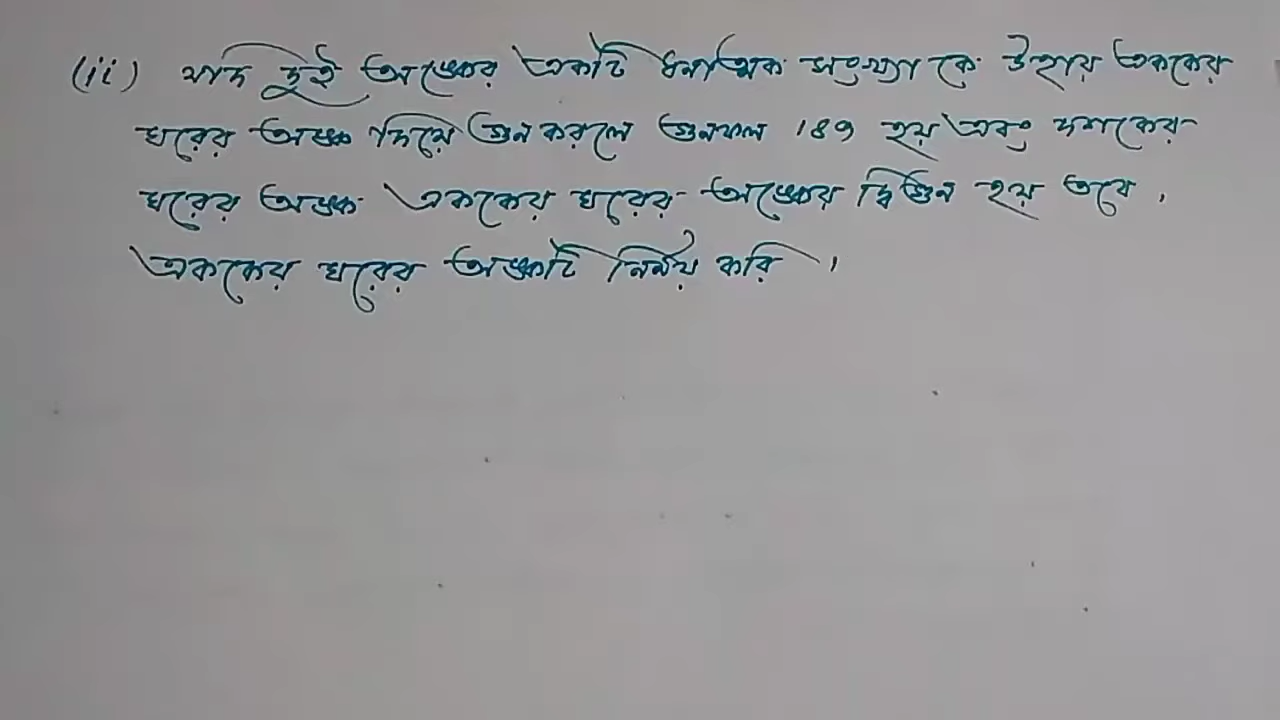 (ii) যদি দুই অঙ্কের একটি ধনাত্মক সংখ্যাকে উহার এককের
ঘরের অঙ্ক দিয়ে গুন করলে গুনফল 189 হয় এবং দশকের
ঘরের অঙ্ক এককের ঘরের অঙ্কের দ্বিগুন হয় তবে,
এককের ঘরের অঙ্কটি নির্নয় করি।